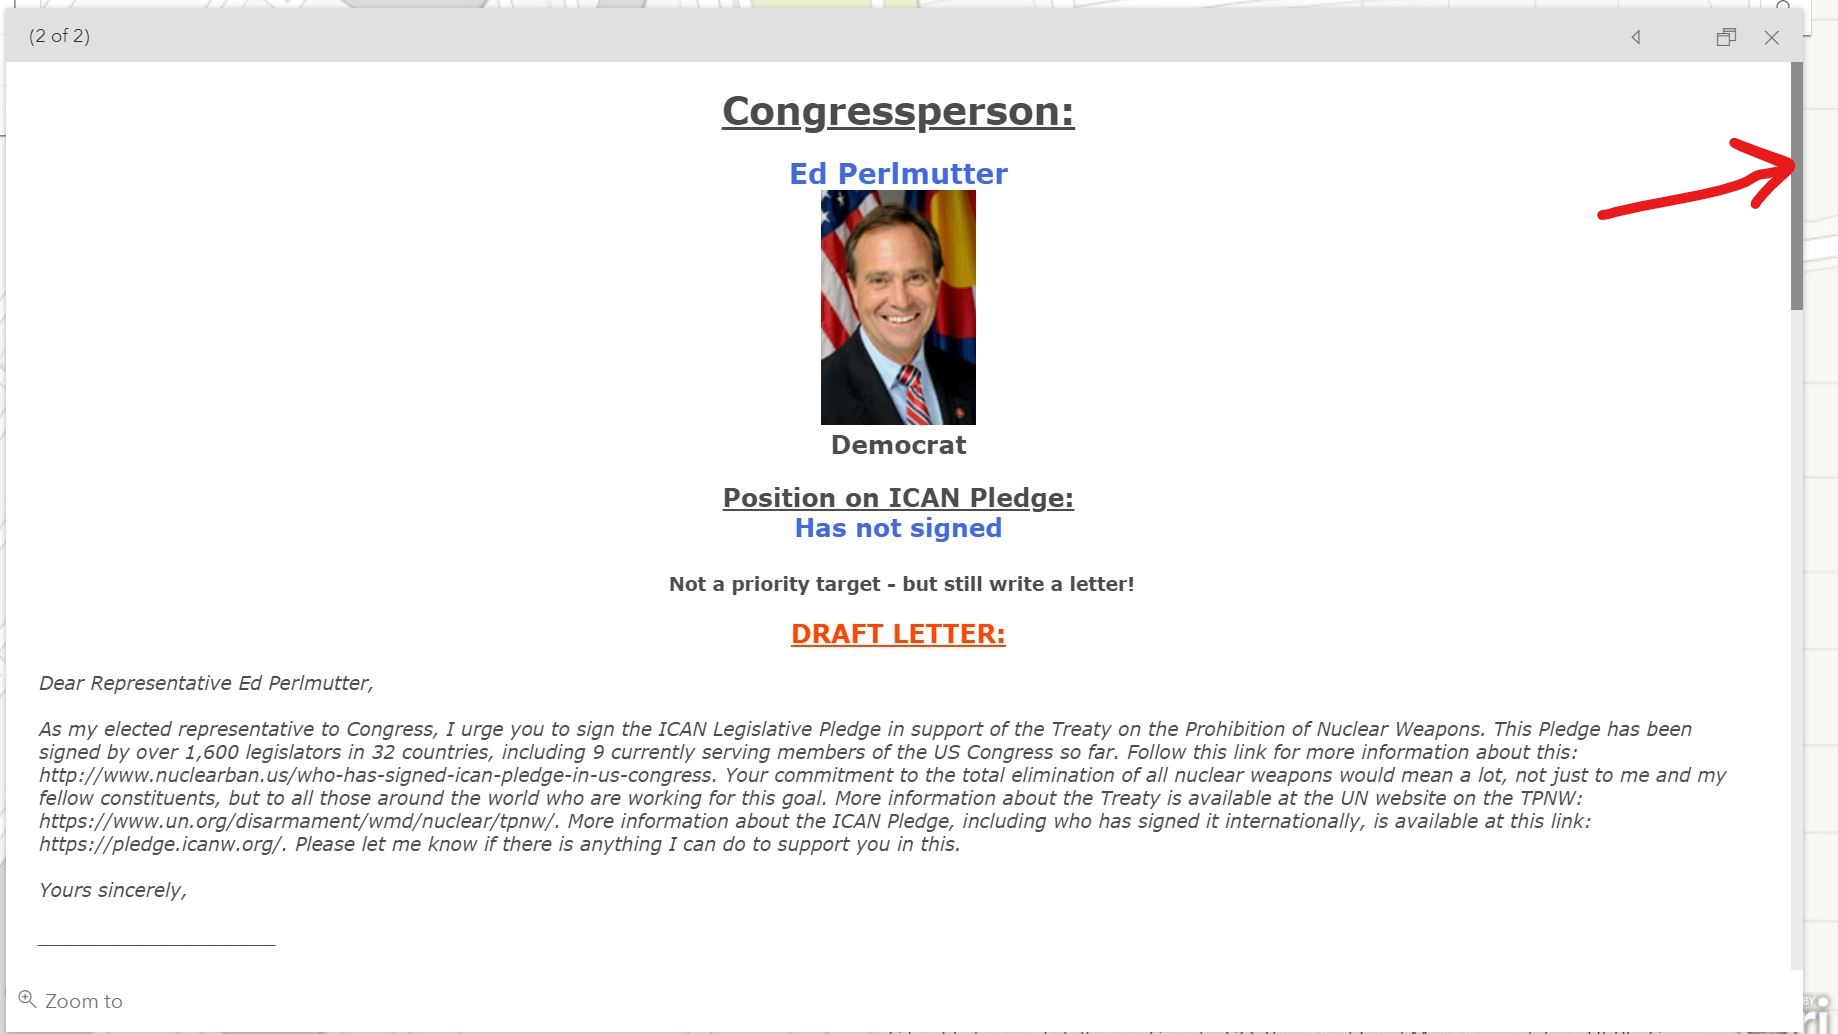 (2 of 2)
Congressperson:
Ed Perlmutter
Democrat
Position on ICAN Pledge:
Has not signed
Not a priority target - but still write a letter!
DRAFT LETTER:
Dear Representative Ed Perlmutter,
As my elected representative to Congress, I urge you to sign the ICAN Legislative Pledge in support of the Treaty on the Prohibition of Nuclear Weapons. This Pledge has been
signed by over 1,600 legislators in 32 countries, including 9 currently serving members of the US Congress so far. Follow this link for more information about this:
http://www.nuclearban.us/who-has-signed-ican-pledge-in-us-congress. Your commitment to the total elimination of all nuclear weapons would mean a lot, not just to me and my
fellow constituents, but to all those around the world who are working for this goal. More information about the Treaty is available at the UN website on the TPNW:
https://www.un.org/disarmament/wmd/nuclear/tpnw/. More information about the ICAN Pledge, including who has signed it internationally, is available at this link:
https://pledge.icanw.org/. Please let me know if there is anything I can do to support you in this.
Yours sincerely,
Zoom to